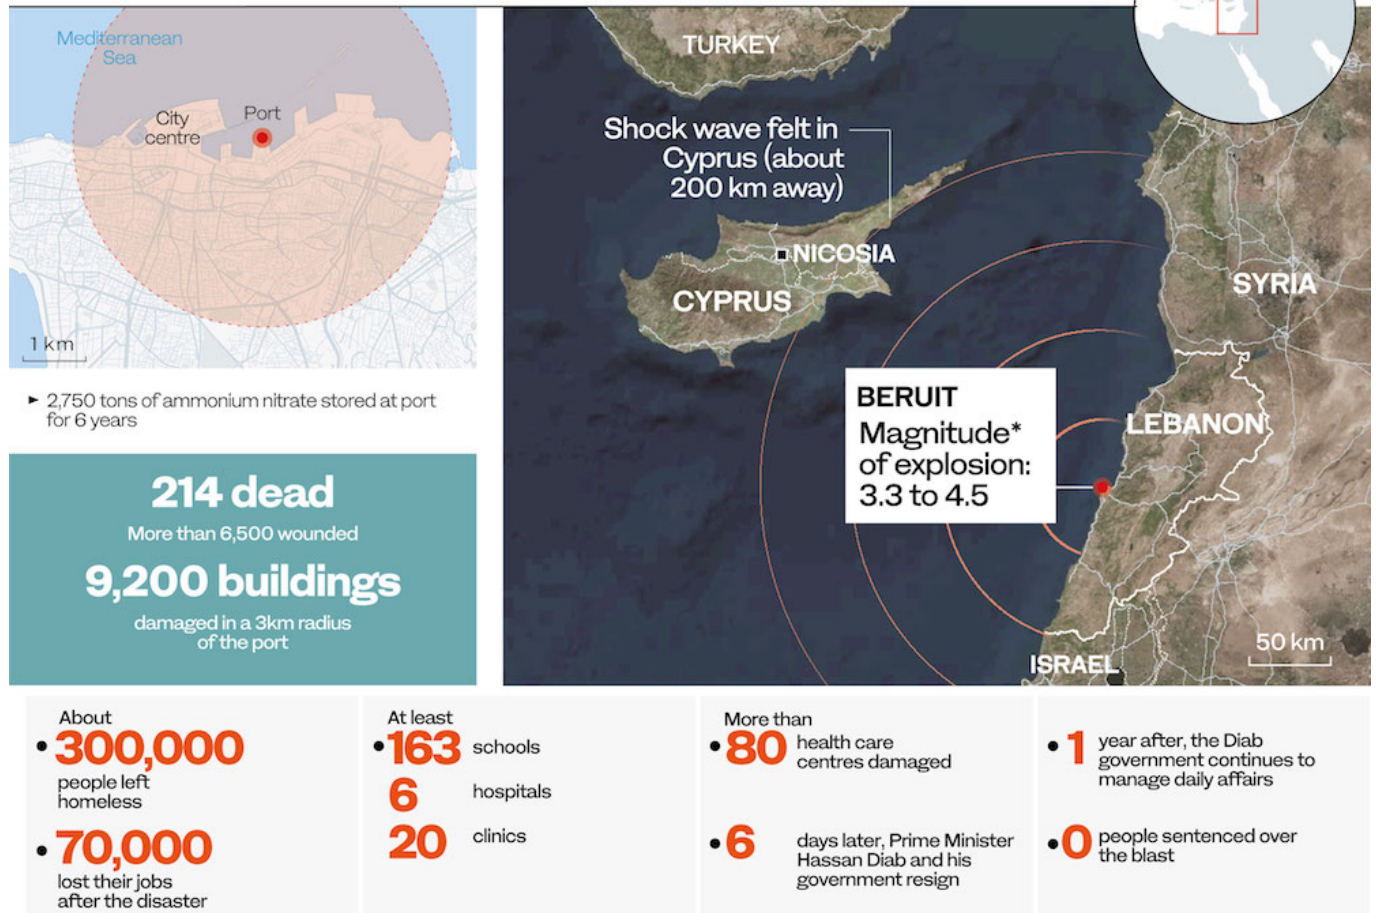 Mediterranean
Sea
City
centre
Port
1 km
► 2,750 tons of ammonium nitrate stored at port
for 6 years
214 dead
More than 6,500 wounded
9,200 buildings
damaged in a 3km radius
of the port
TURKEY
Shock wave felt in
Cyprus (about
200 km away)
NICOSIA
CYPRUS
SYRIA
BERUIT
Magnitude*
of explosion:
3.3 to 4.5
LEBANON
ISRAEL
50 km
About
• 300,000
people left
homeless
• 70,000
lost their jobs
after the disaster
At least
• 163 schools
6 hospitals
20 clinics
More than
• 80 health care
centres damaged
• 6 days later, Prime Minister
Hassan Diab and his
government resign
• 1 year after, the Diab
government continues to
manage daily affairs
• 0 people sentenced over
the blast